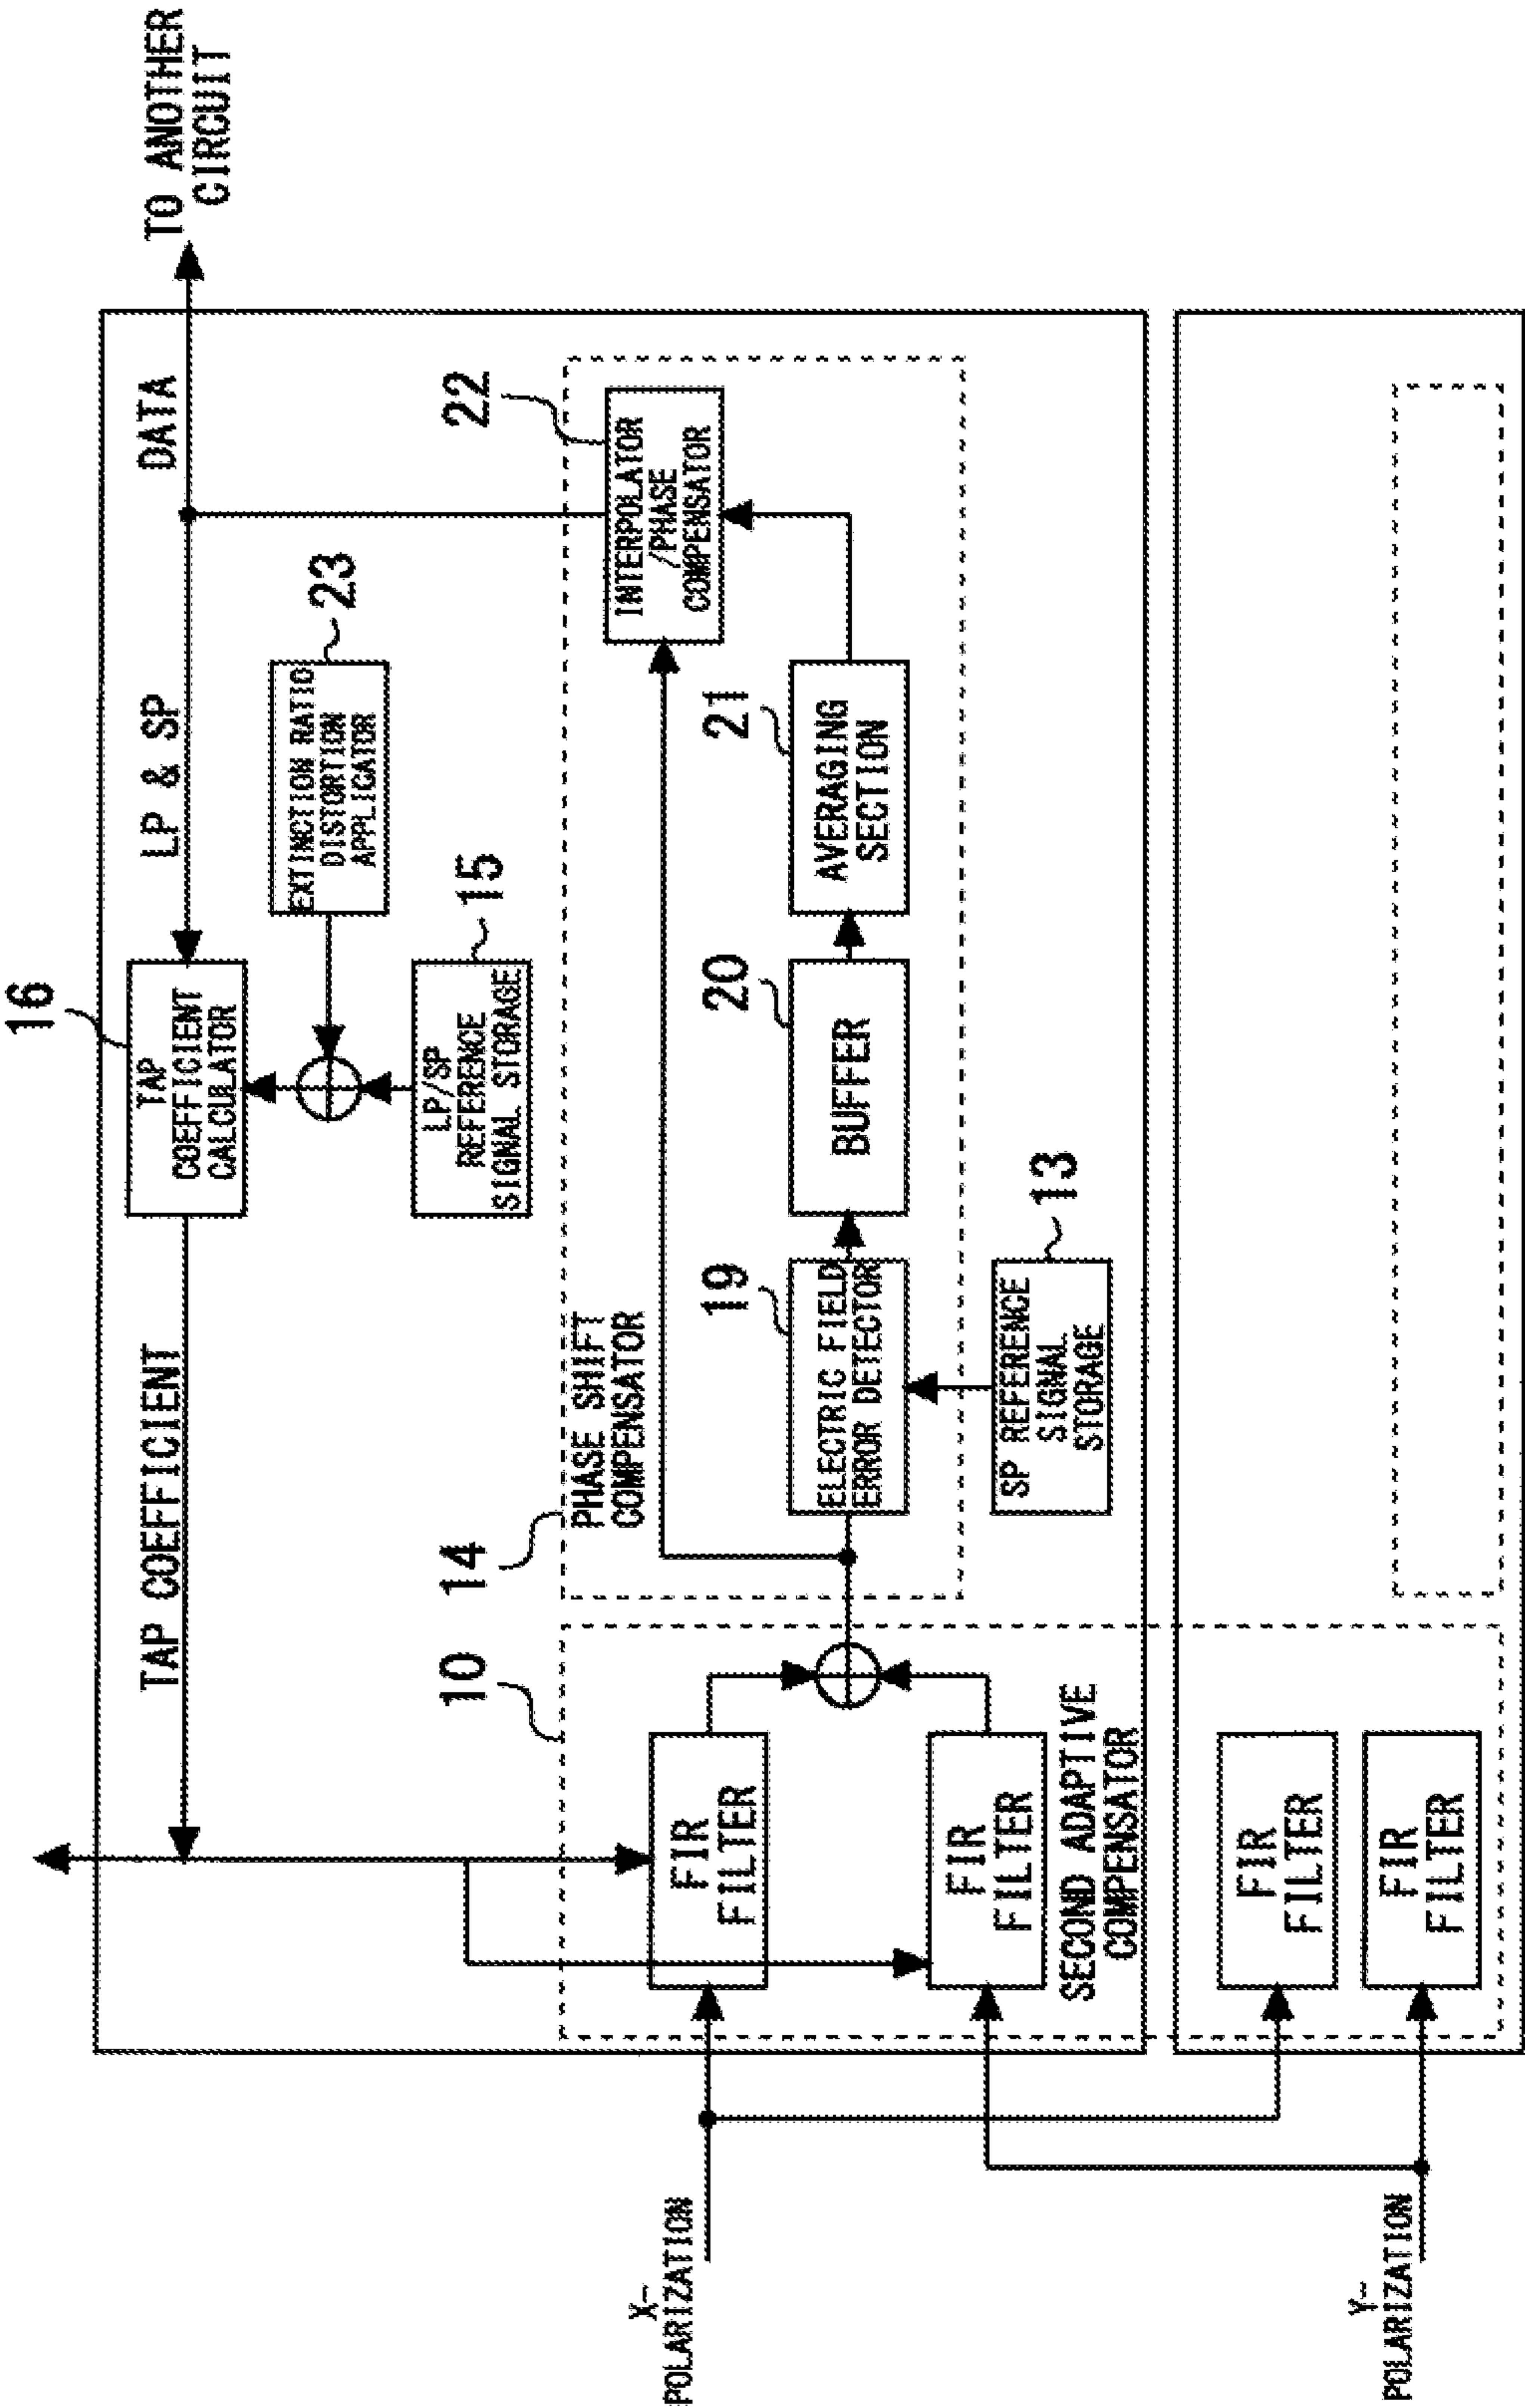 TO ANOTHER
CIRCUIT
DATA
LP & SP
16
TAP
COEFFICIENT
CALCULATOR
TAP COEFFICIENT
23
EXTINCTION RATIO
DISTORTION
APPLICATOR
15
LP/SP
REFERENCE
SIGNAL STORAGE
22
INTERPOLATOR
/PHASE
COMPENSATOR
14
PHASE SHIFT
COMPENSATOR
21
AVERAGING
SECTION
20
BUFFER
19
ELECTRIC FIELD
ERROR DETECTOR
13
SP REFERENCE
SIGNAL
STORAGE
10
FIR
FILTER
FIR
FILTER
SECOND ADAPTIVE
COMPENSATOR
FIR
FILTER
FIR
FILTER
X-
POLARIZATION
Y-
POLARIZATION